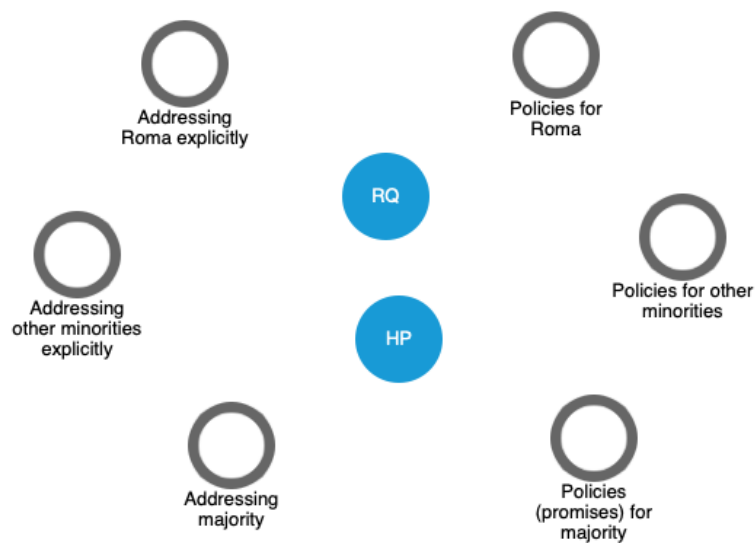 Addressing
Roma explicitly
Policies for
Roma
RQ
Addressing
other minorities
explicitly
Policies for other
minorities
HP
Addressing
majority
Policies
(promises) for
majority